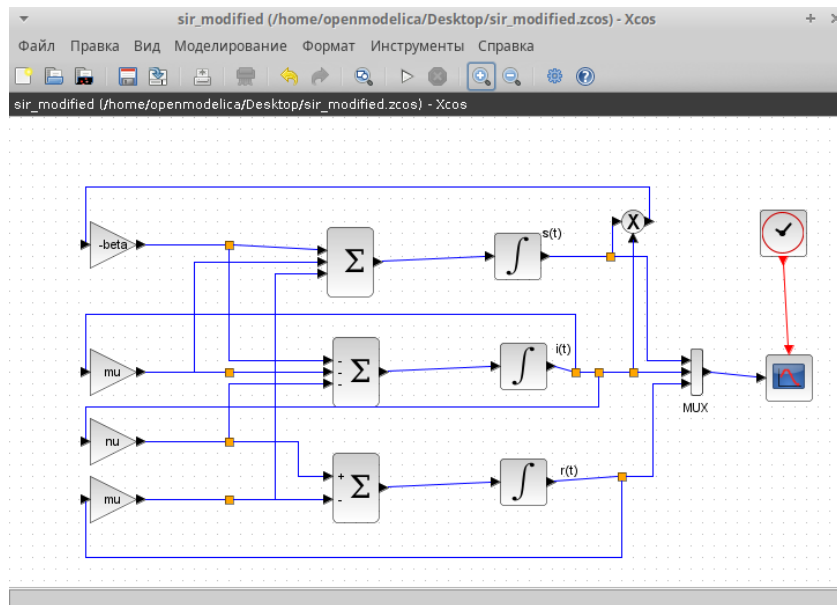 sir_modified (/home/openmodelica/Desktop/sir_modified.zcos) - Xcos
Файл Правка Вид Моделирование Формат Инструменты Справка
sir_modified (/home/openmodelica/Desktop/sir_modified.zcos) - Xcos
-beta
Σ
∫
s(t)
X
mu
-
-
-
Σ
∫
i(t)
MUX
nu
mu
+
-
Σ
∫
r(t)